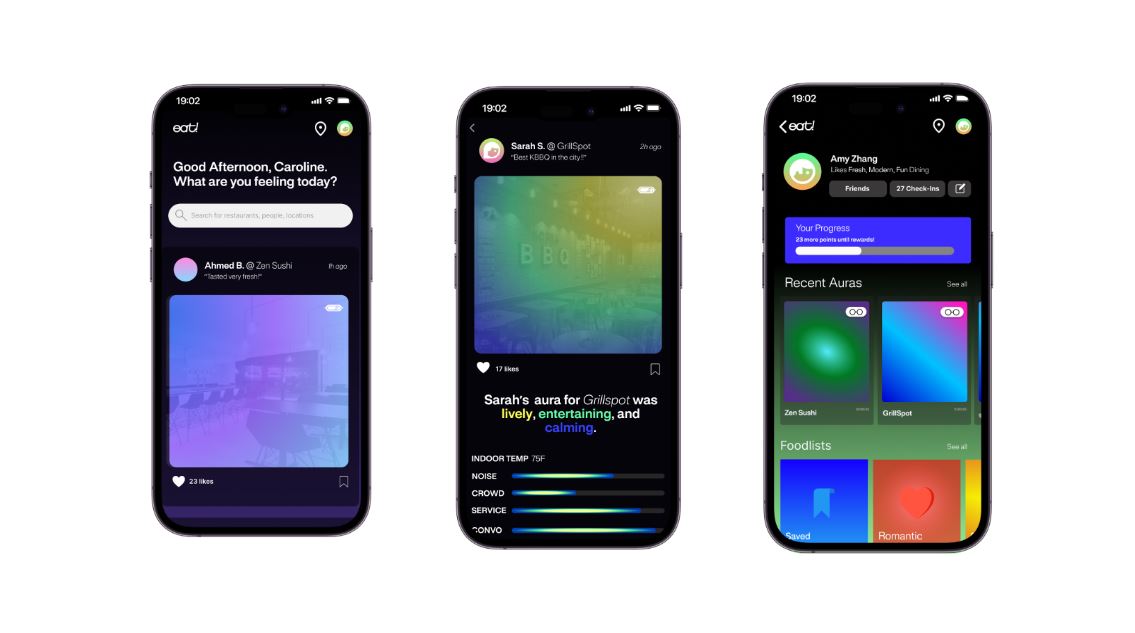 19:02
eat!
Good Afternoon, Caroline.
What are you feeling today?
Search for restaurants, people, locations
Ahmed B. @ Zen Sushi
1h ago
"Tasted very fresh!"
23 likes
19:02
Sarah S. @ GrillSpot
2h ago
"Best KBBQ in the city!!"
BBQ
17 likes
Sarah's aura for Grillspot was
lively, entertaining, and
calming.
INDOOR TEMP 75F
NOISE
CROWD
SERVICE
CONVO
19:02
eat!
Amy Zhang
Likes Fresh, Modern, Fun Dining
Friends
27 Check-Ins
Your Progress
23 more points until rewards!
Recent Auras
See all
Zen Sushi
GrillSpot
Foodlists
See all
Saved
Romantic